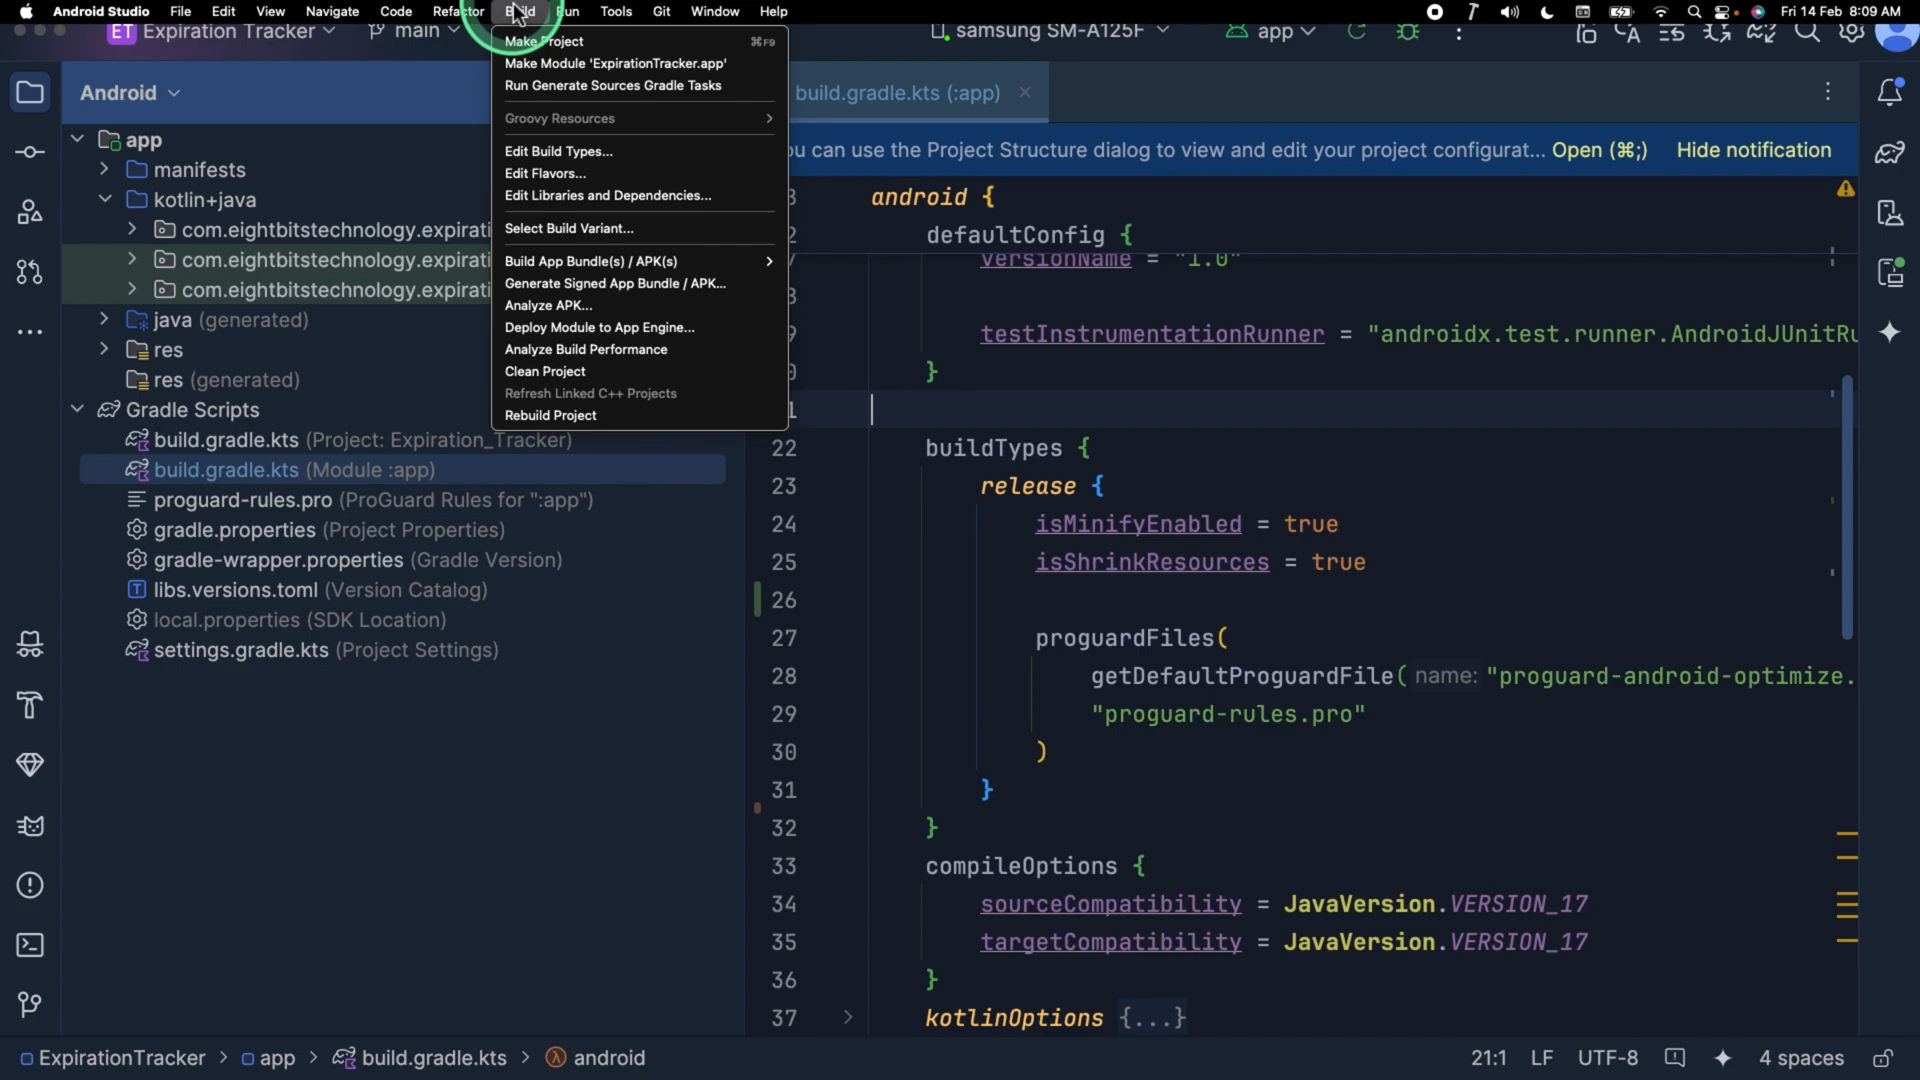 Android Studio File Edit View Navigate Code Refactor Build Run Tools Git Window Help Fri 14 Feb 8:09 AM
ET Expiration Tracker main samsung SM-A125F app
Make Project ⌘F9
Make Module 'ExpirationTracker.app'
Run Generate Sources Gradle Tasks
Groovy Resources
Edit Build Types...
Edit Flavors...
Edit Libraries and Dependencies...
Select Build Variant...
Build App Bundle(s) / APK(s)
Generate Signed App Bundle / APK...
Analyze APK...
Deploy Module to App Engine...
Analyze Build Performance
Clean Project
Refresh Linked C++ Projects
Rebuild Project
Android
app
manifests
kotlin+java
com.eightbitstechnology.expirati
com.eightbitstechnology.expirati
com.eightbitstechnology.expirati
java (generated)
res
res (generated)
Gradle Scripts
build.gradle.kts (Project: Expiration_Tracker)
build.gradle.kts (Module :app)
proguard-rules.pro (ProGuard Rules for ":app")
gradle.properties (Project Properties)
gradle-wrapper.properties (Gradle Version)
libs.versions.toml (Version Catalog)
local.properties (SDK Location)
settings.gradle.kts (Project Settings)
build.gradle.kts (:app)
ou can use the Project Structure dialog to view and edit your project configurat... Open (⌘;) Hide notification
3 android {
2 defaultConfig {
7 versionName = "1.0"
8
9 testInstrumentationRunner = "androidx.test.runner.AndroidJUnitRu
0 }
1
22 buildTypes {
23 release {
24 isMinifyEnabled = true
25 isShrinkResources = true
26
27 proguardFiles(
28 getDefaultProguardFile( name: "proguard-android-optimize.
29 "proguard-rules.pro"
30 )
31 }
32 }
33 compileOptions {
34 sourceCompatibility = JavaVersion.VERSION_17
35 targetCompatibility = JavaVersion.VERSION_17
36 }
37 kotlinOptions {...}
ExpirationTracker > app > build.gradle.kts > android 21:1 LF UTF-8 4 spaces